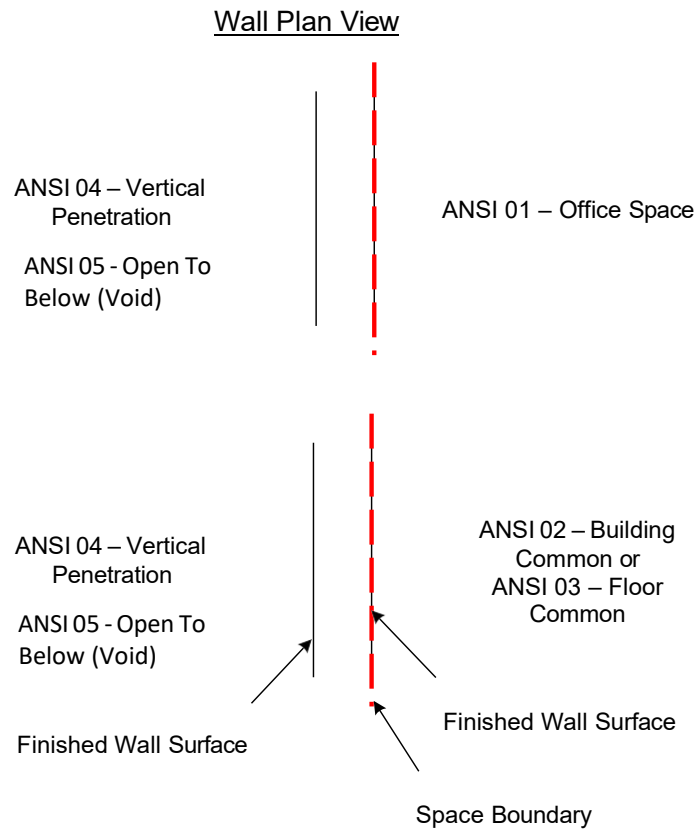 Wall Plan View
ANSI 04 – Vertical
Penetration
ANSI 05 - Open To
Below (Void)
ANSI 01 – Office Space
ANSI 04 – Vertical
Penetration
ANSI 05 - Open To
Below (Void)
ANSI 02 – Building
Common or
ANSI 03 – Floor
Common
Finished Wall Surface
Finished Wall Surface
Space Boundary